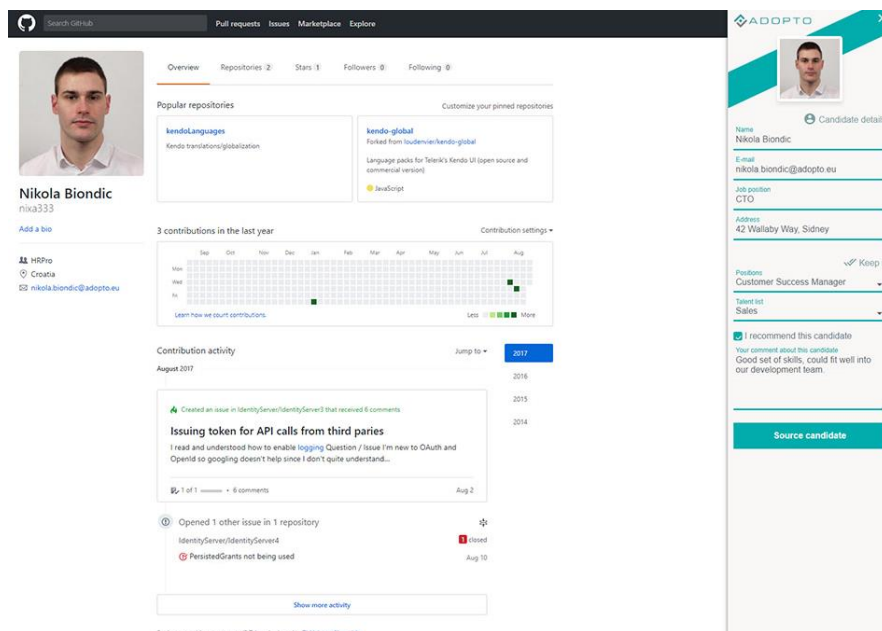 Search GitHub
Pull requests Issues Marketplace Explore
Nikola Biondic
nixa333
Add a bio
HRPro
Croatia
nikola.biondic@adopto.eu
Overview Repositories 2 Stars 1 Followers 0 Following 0
Popular repositories Customize your pinned repositories
kendoLanguages
Kendo translations/globalization
kendo-global
Forked from loudenvier/kendo-global
Language packs for Telerik's Kendo UI (open source and
commercial version)
JavaScript
3 contributions in the last year Contribution settings
Sep Oct Nov Dec Jan Feb Mar Apr May Jun Jul Aug
Mon
Wed
Fri
Learn how we count contributions. Less More
Contribution activity Jump to
2017
2016
2015
2014
August 2017
Created an issue in IdentityServer/IdentityServer3 that received 6 comments
Issuing token for API calls from third paries
I read and understood how to enable logging Question / Issue I'm new to OAuth and
OpenId so googling doesn't help since I don't quite understand...
1 of 1 • 6 comments Aug 2
Opened 1 other issue in 1 repository
IdentityServer/IdentityServer4 1 closed
PersistedGrants not being used Aug 10
Show more activity
ADOPTO
Candidate detail
Name
Nikola Biondic
E-mail
nikola.biondic@adopto.eu
Job position
CTO
Address
42 Wallaby Way, Sidney
Keep
Positions
Customer Success Manager
Talent list
Sales
I recommend this candidate
Your comment about this candidate
Good set of skills, could fit well into
our development team.
Source candidate